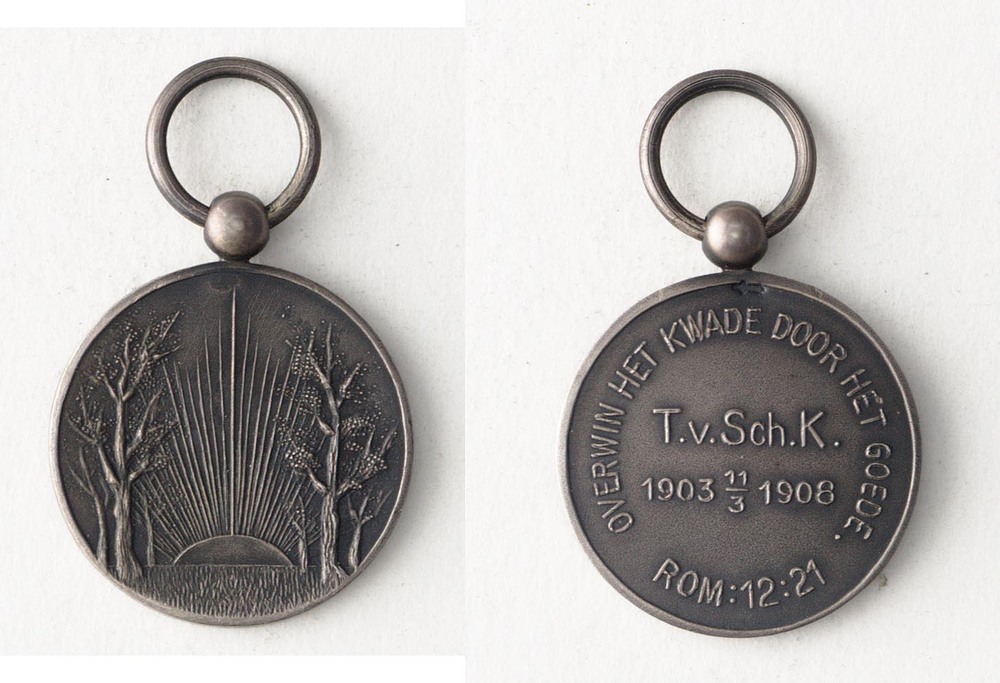 OVERWIN HET KWADE DOOR HET GOEDE.
T.v.Sch.K.
1903 11/3 1908
ROM:12:21